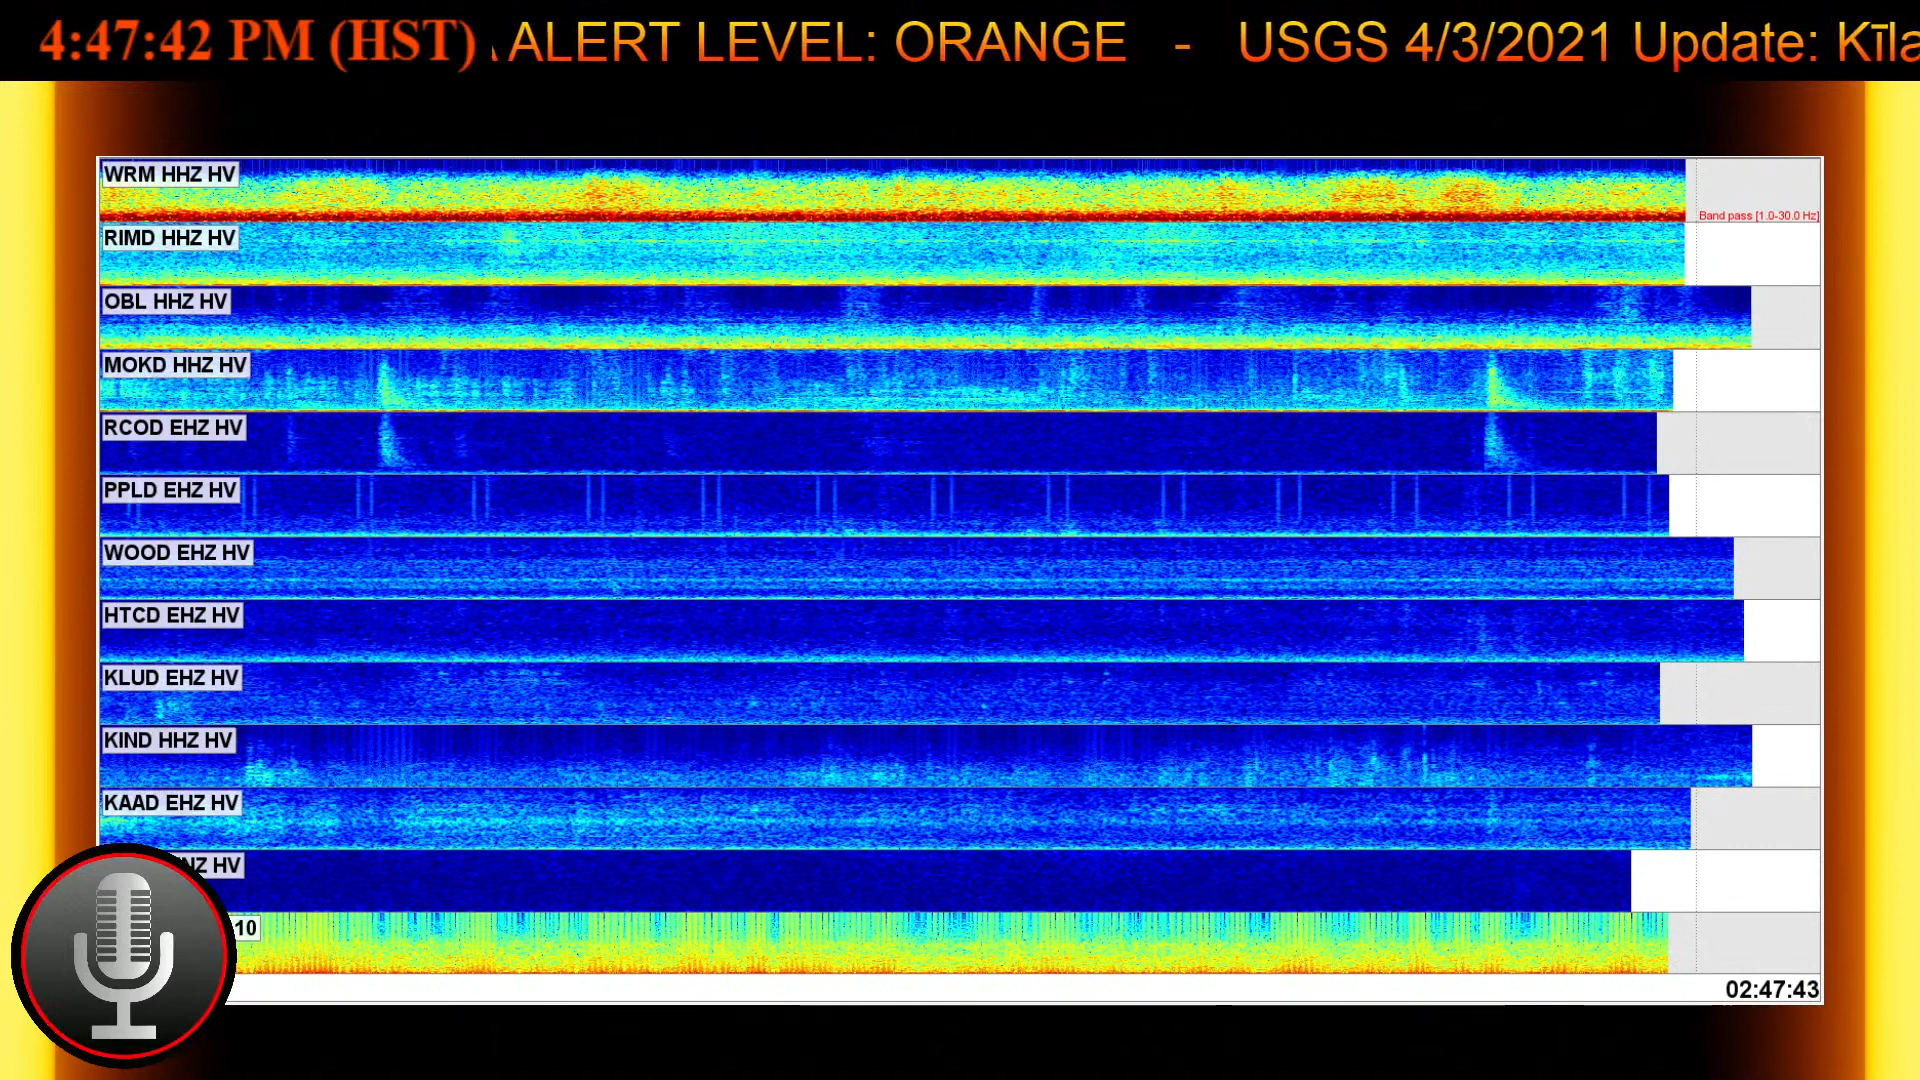 4:47:42 PM (HST) ALERT LEVEL: ORANGE - USGS 4/3/2021 Update: Kīla
WRM HHZ HV
Band pass [1.0-30.0 Hz]
RIMD HHZ HV
OBL HHZ HV
MOKD HHZ HV
RCOD EHZ HV
PPLD EHZ HV
WOOD EHZ HV
HTCD EHZ HV
KLUD EHZ HV
KIND HHZ HV
KAAD EHZ HV
NZ HV
10
02:47:43